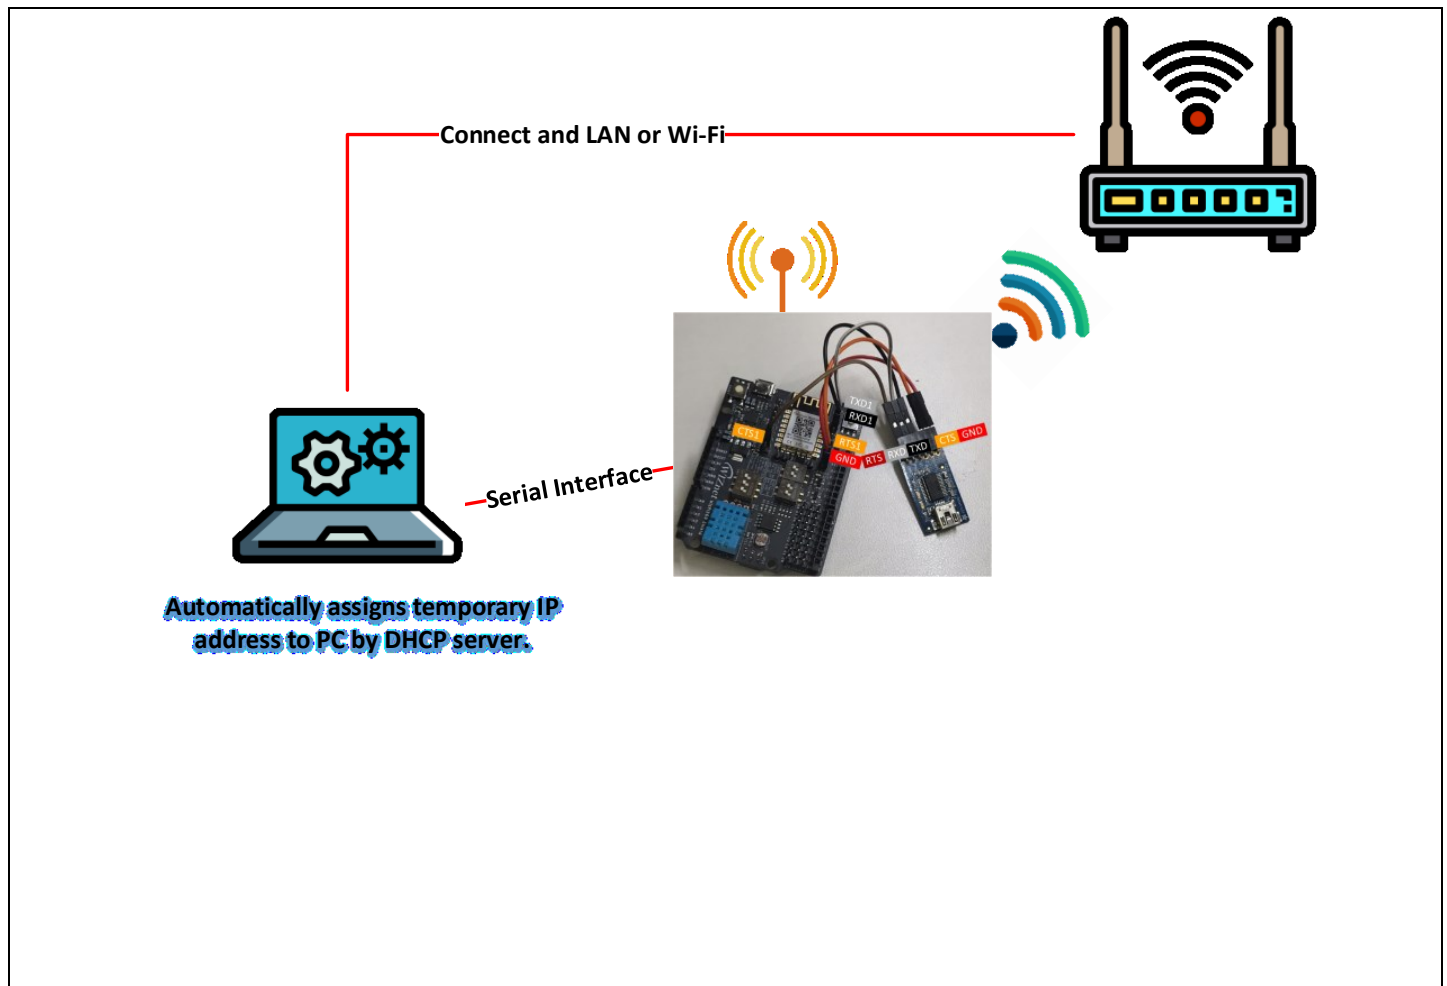 Connect and LAN or Wi-Fi
TXD1
RXD1
CTS1
RTS1
GND
RTS
RXD
TXD
CTS
GND
Serial Interface
WIZnet
Automatically assigns temporary IP
address to PC by DHCP server.